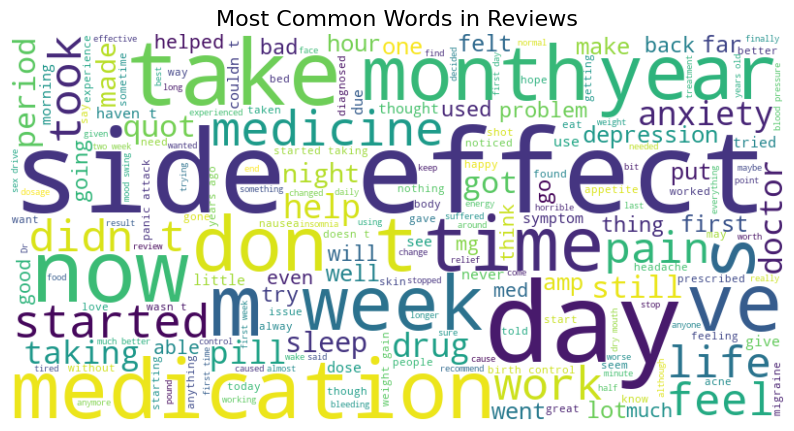 Most Common Words in Reviews
effective
sometime
helped
bad
hour
one
felt
make
back
far
finally
better
period
morning
say
experience
took
made
way
long
take
month
year
couldn t
bed
diagnosed
due
face
best
experienced
thought
find
used
decided
problem
normal
first day
hope
getting
treatment
years old
blood pressure
haven t
given
two week
need
quot
wanted
taken
medicine
shot
noticed
eat
use
depression
needed
weight
anxiety
tried
going
started taking
side effect
sex drive
dosage
mood swing
trying
panic attack
years ago
end
something
night
changed
daily
keep
happy
nothing
body
appetite
energy
got
go
found
horrible
bit
put
worked
everything
maybe
point
doctor
want
result
gone
help
nausea
insomnia
using
gave
suffered
around
think
symptom
thing
last
first
may
worth
didn t
don t
doesn t
time
pain
s
good
Dr
review
now
wasn t
love
food
little
even
will
well
see
change
skin
relief
mg
never
come
headache
prescribed
really
m
week
day
ve
started
much better
always
issue
try
longer
stopped
med
amp
still
told
start
dry mouth
stop
anyone
feeling
taking
able
control
first week
pill
sleep
drug
sure
cause
worse
seem
give
life
tired
without
starting
anything
pound
first time
wake
said
caused
almost
dose
people
recommend
birth control
minute
although
acne
migraine
medication
anymore
today
working
though
bleeding
weight gain
work
half
know
feel
went
great
lot
much